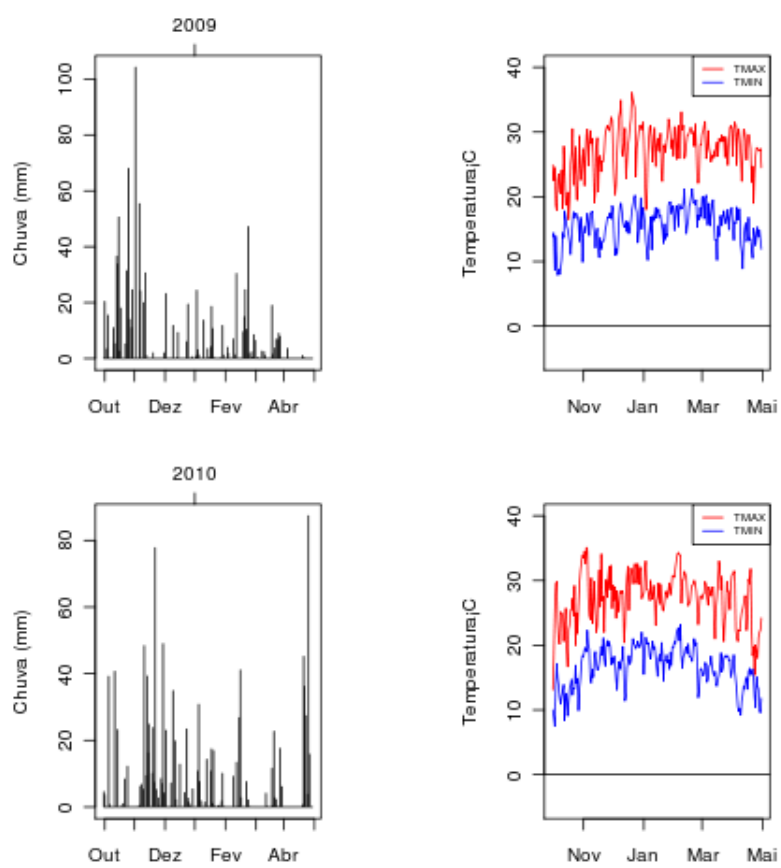 2009
Chuva (mm)
0 20 40 60 80 100
Out Dez Fev Abr
Temperatura¡C
0 10 20 30 40
TMAX
TMIN
Nov Jan Mar Mai
2010
Chuva (mm)
0 20 40 60 80
Out Dez Fev Abr
Temperatura¡C
0 10 20 30 40
TMAX
TMIN
Nov Jan Mar Mai